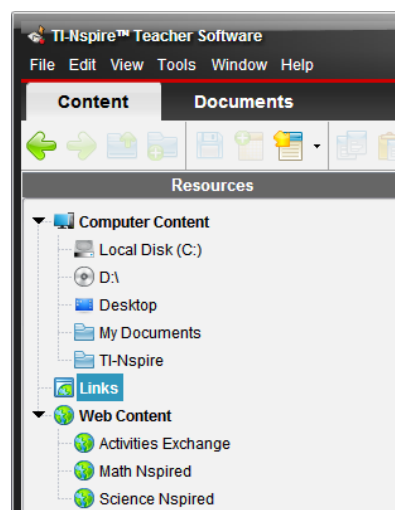 TI-Nspire™ Teacher Software
File Edit View Tools Window Help
Content Documents
Resources
Computer Content
Local Disk (C:)
D:\
Desktop
My Documents
TI-Nspire
Links
Web Content
Activities Exchange
Math Nspired
Science Nspired